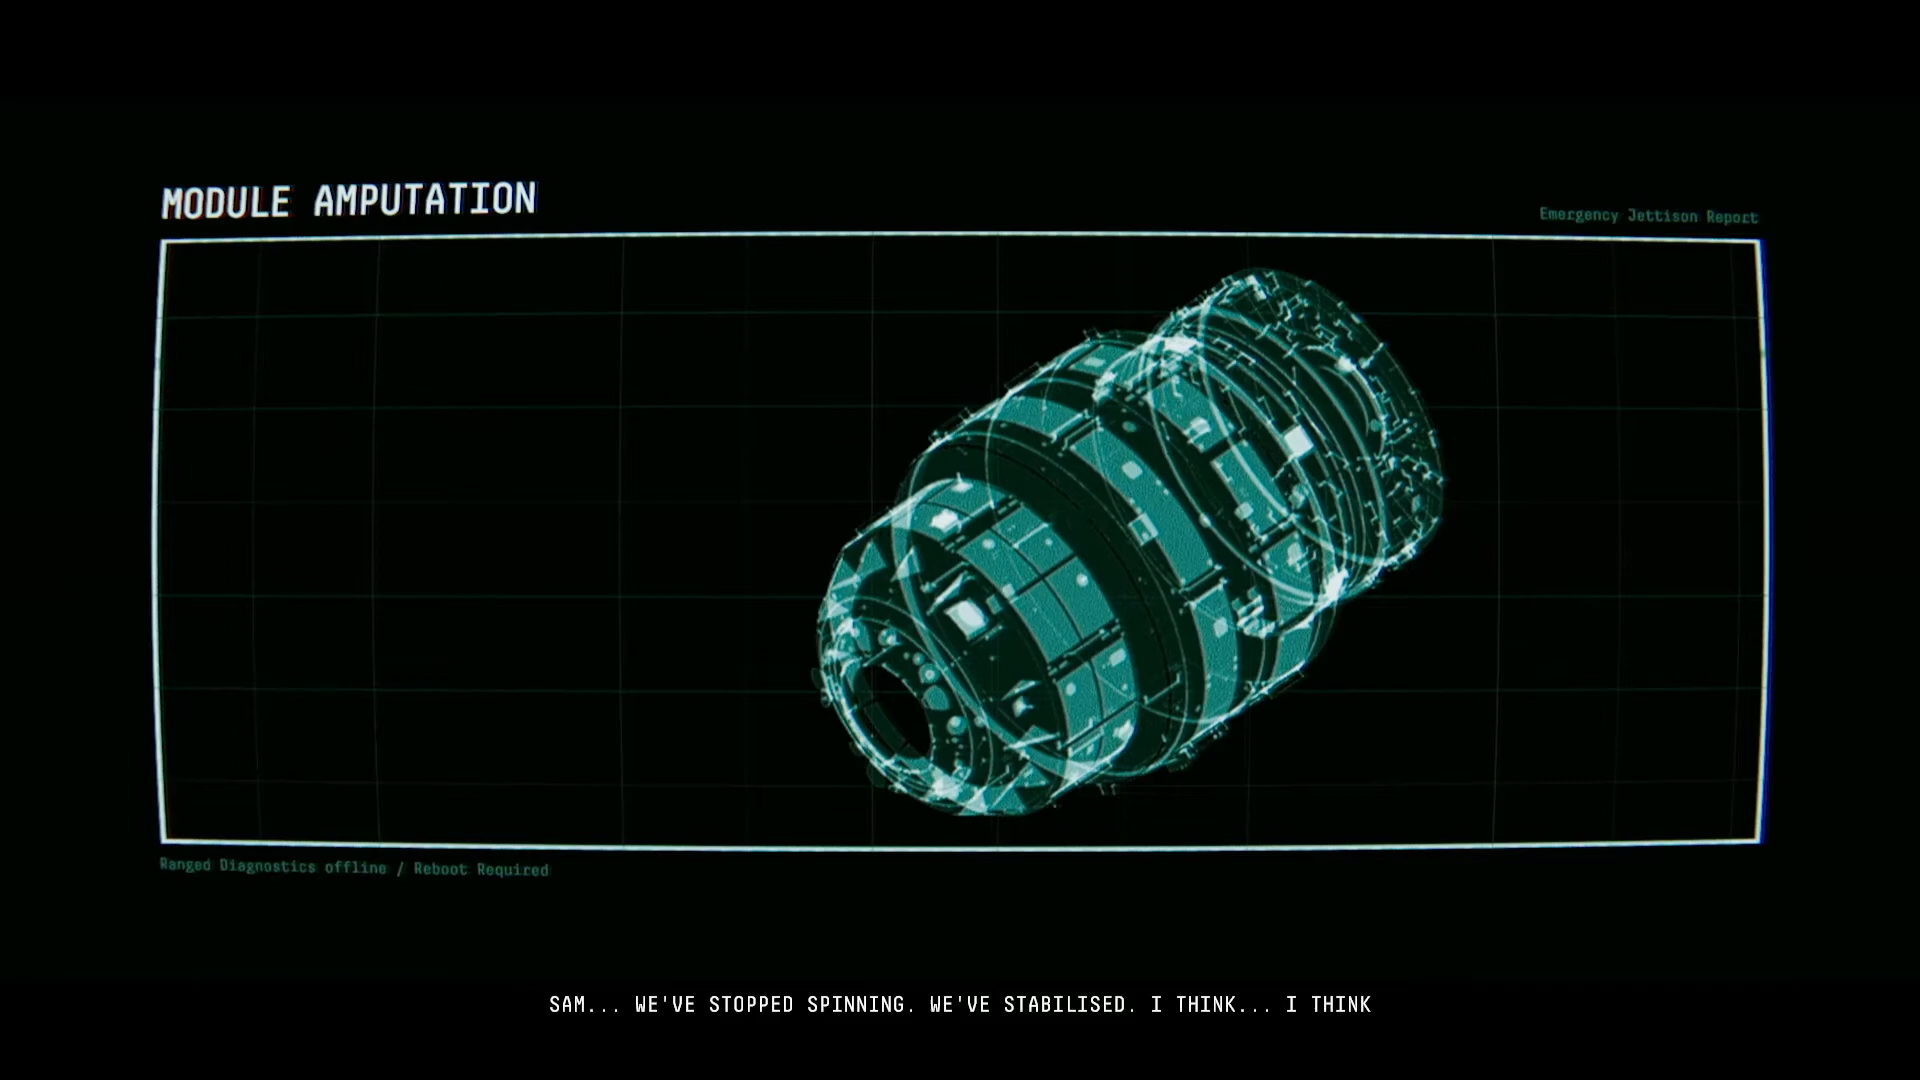 MODULE AMPUTATION
Emergency Jettison Report
Ranged Diagnostics offline / Reboot Required
SAM... WE'VE STOPPED SPINNING. WE'VE STABILISED. I THINK... I THINK